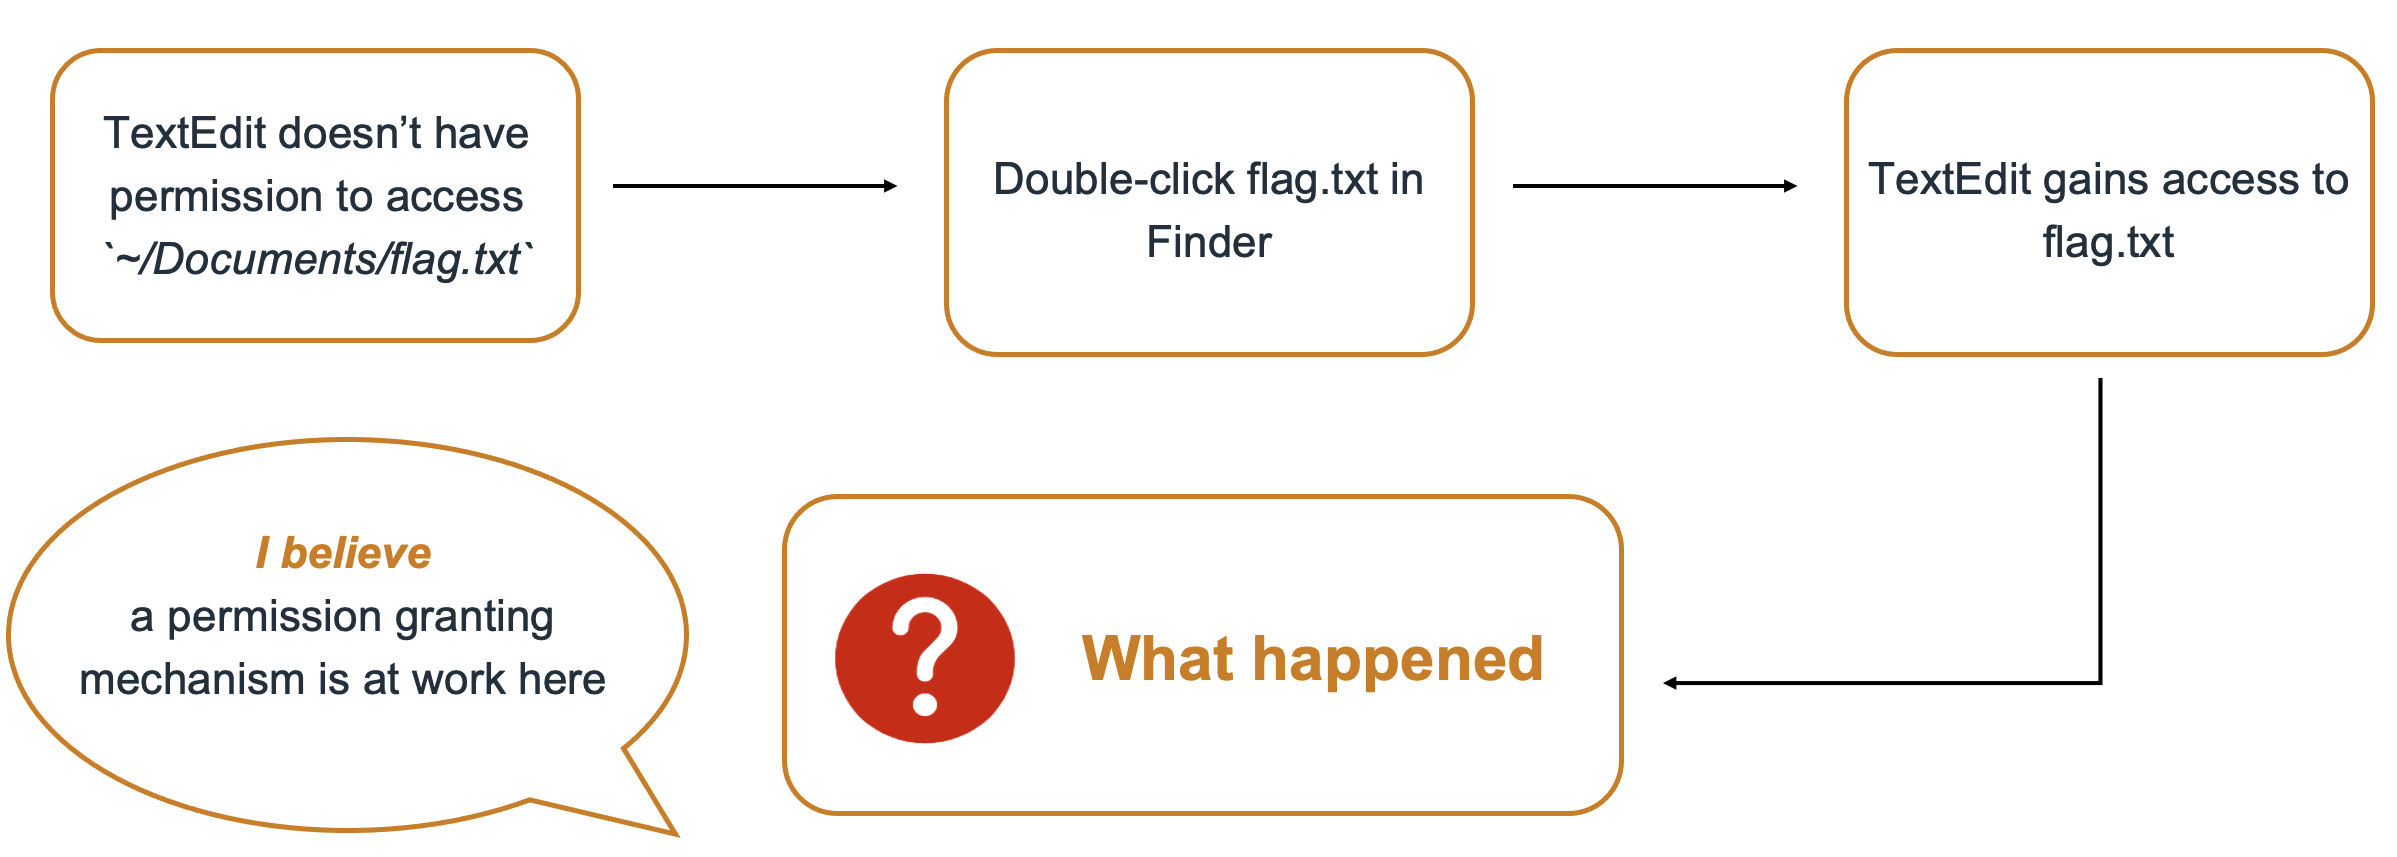 TextEdit doesn’t have
permission to access
`~/Documents/flag.txt`
Double-click flag.txt in
Finder
TextEdit gains access to
flag.txt
I believe
a permission granting
mechanism is at work here
?
What happened